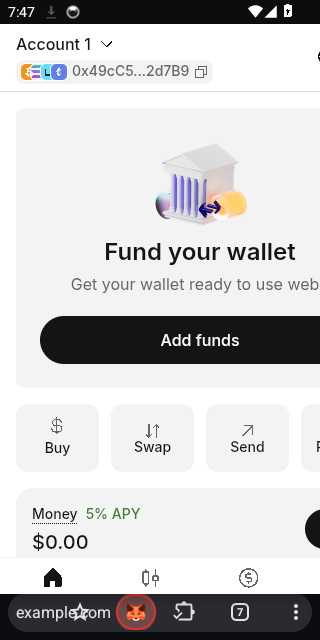 7:47
Account 1
0x49cC5...2d7B9
Fund your wallet
Get your wallet ready to use web
Add funds
Buy
Swap
Send
Money 5% APY
$0.00
example.com
7